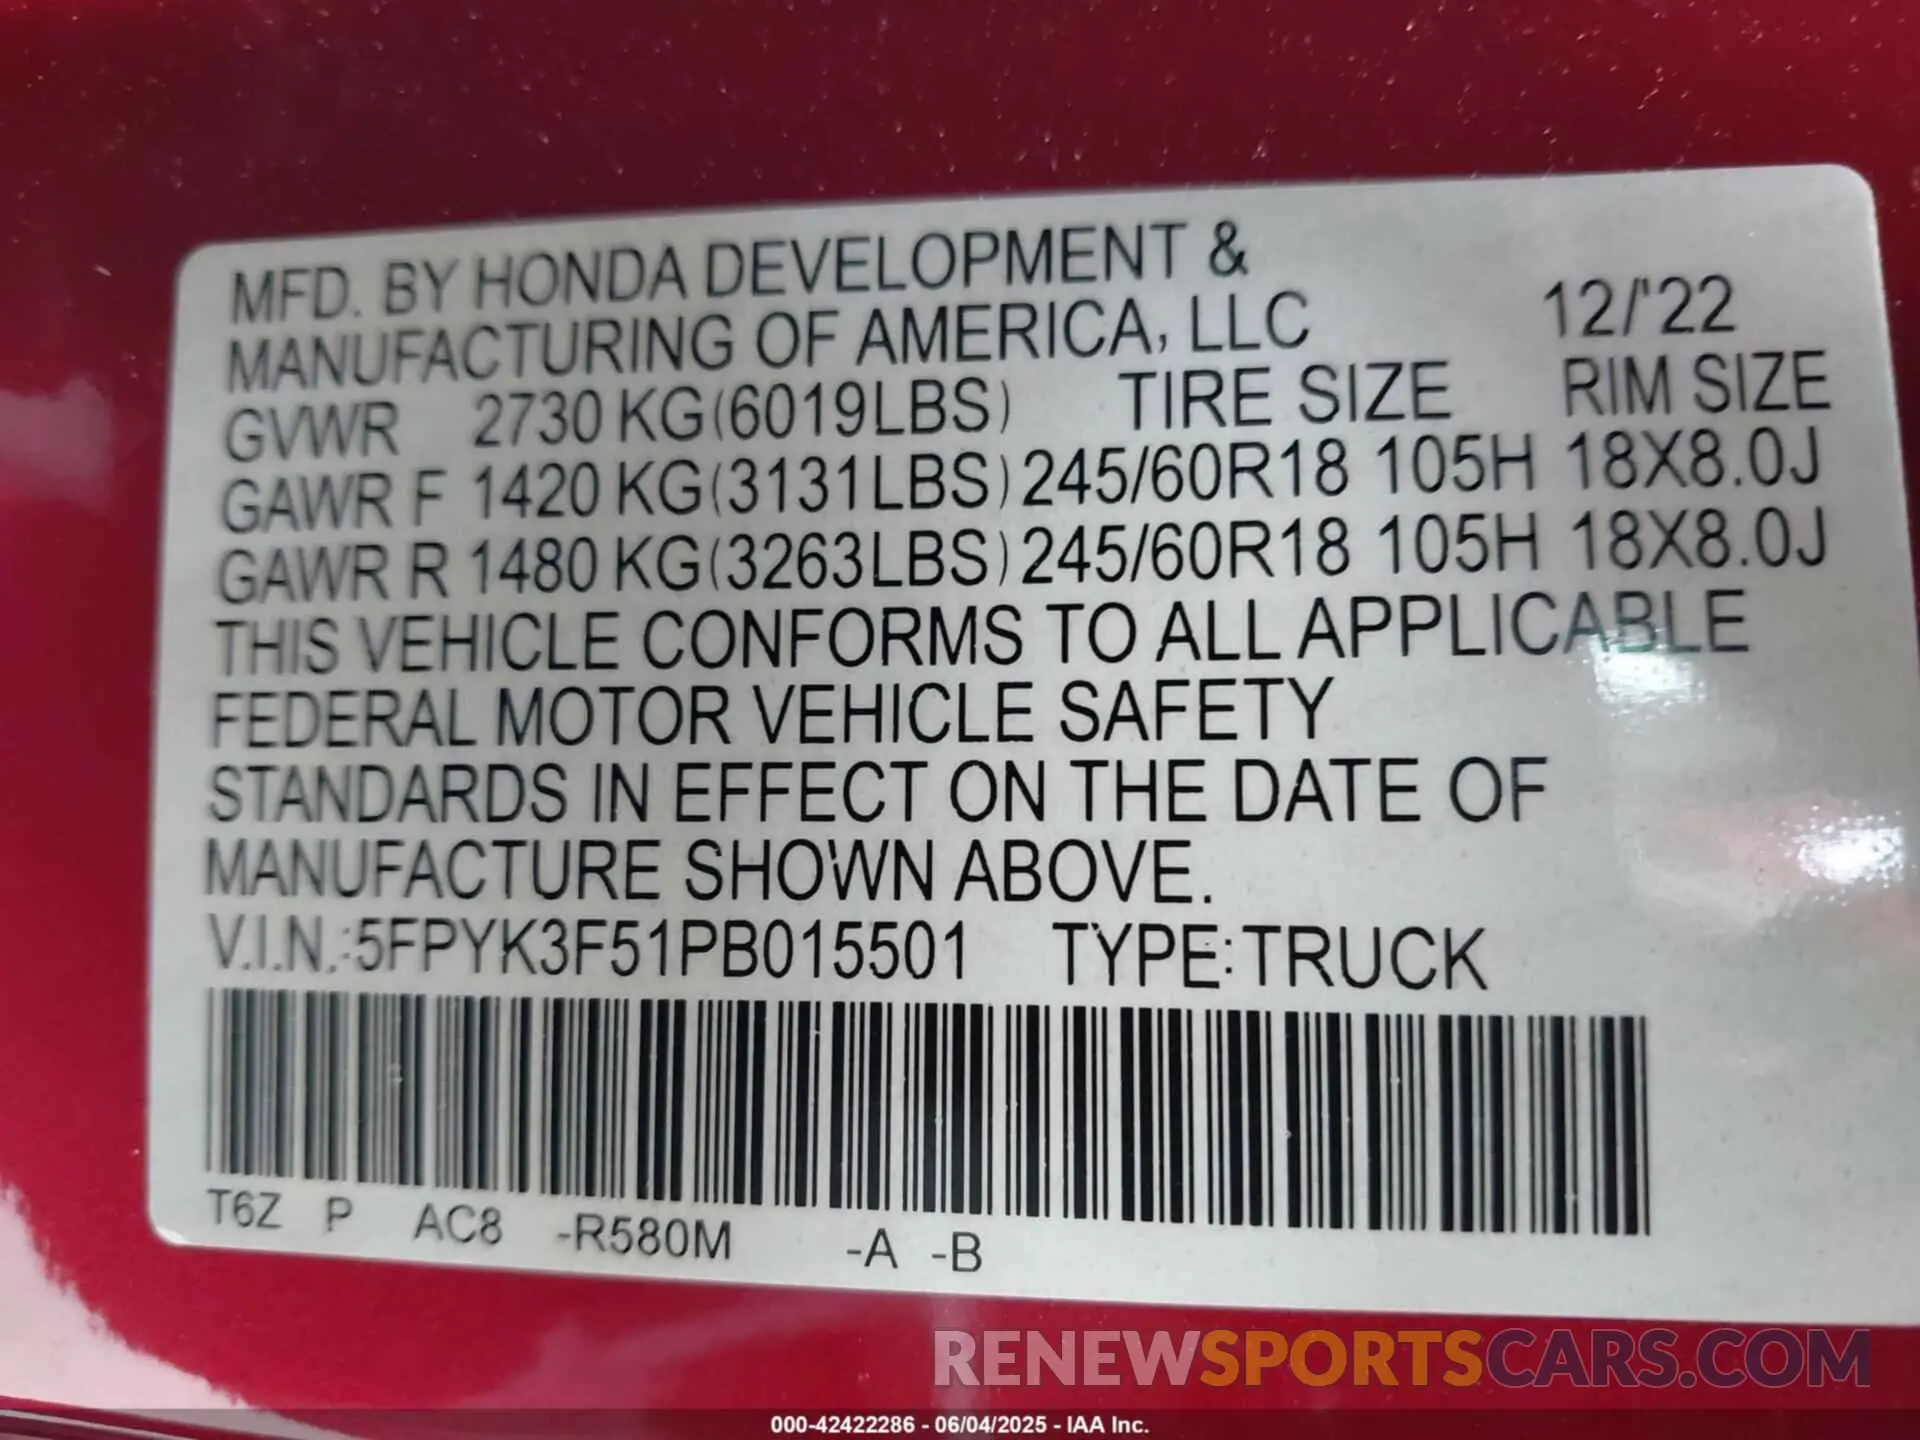 MFD. BY HONDA DEVELOPMENT &
MANUFACTURING OF AMERICA, LLC 12/'22
GVWR 2730 KG(6019LBS) TIRE SIZE RIM SIZE
GAWR F 1420 KG(3131LBS) 245/60R18 105H 18X8.0J
GAWR R 1480 KG(3263LBS) 245/60R18 105H 18X8.0J
THIS VEHICLE CONFORMS TO ALL APPLICABLE
FEDERAL MOTOR VEHICLE SAFETY
STANDARDS IN EFFECT ON THE DATE OF
MANUFACTURE SHOWN ABOVE.
V.I.N.:5FPYK3F51PB015501 TYPE:TRUCK
T6Z P AC8 -R580M -A -B
RENEWSPORTSCARS.COM
000-42422286 - 06/04/2025 - IAA Inc.